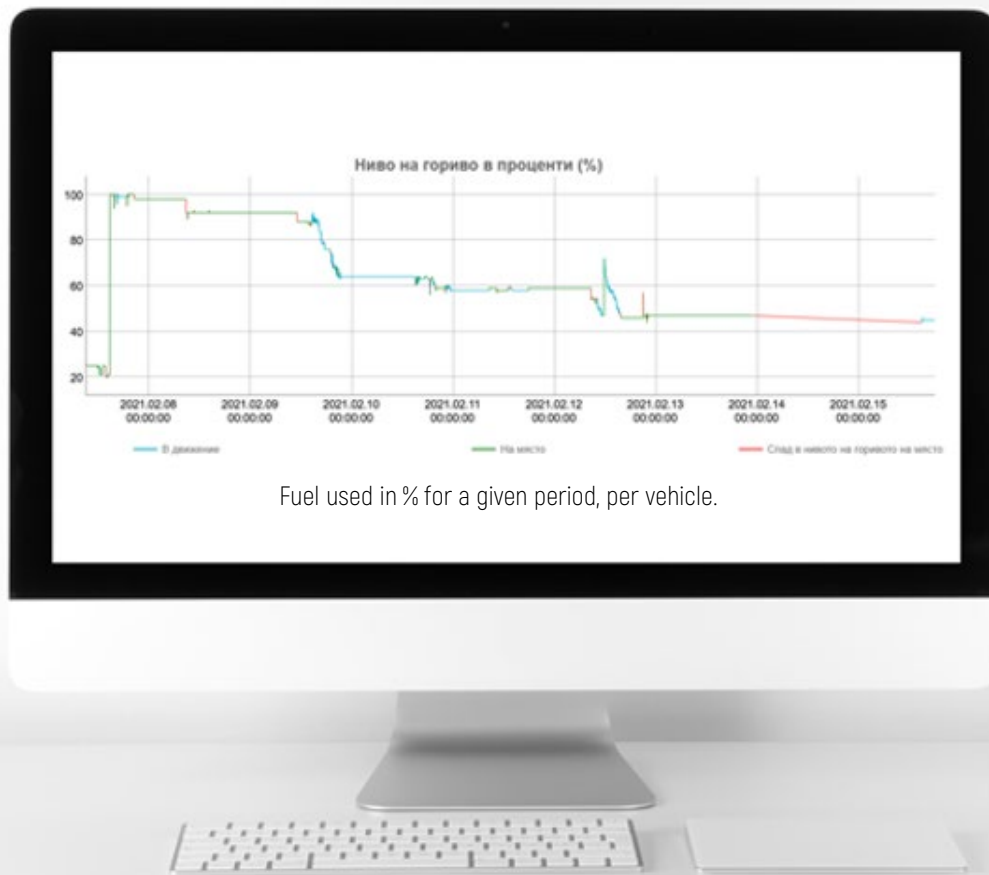 Ниво на гориво в проценти (%)
100
80
60
40
20
2021.02.08 2021.02.09 2021.02.10 2021.02.11 2021.02.12 2021.02.13 2021.02.14 2021.02.15
00:00:00 00:00:00 00:00:00 00:00:00 00:00:00 00:00:00 00:00:00 00:00:00
В движение На място Спад в нивото на горивото на място
Fuel used in % for a given period, per vehicle.